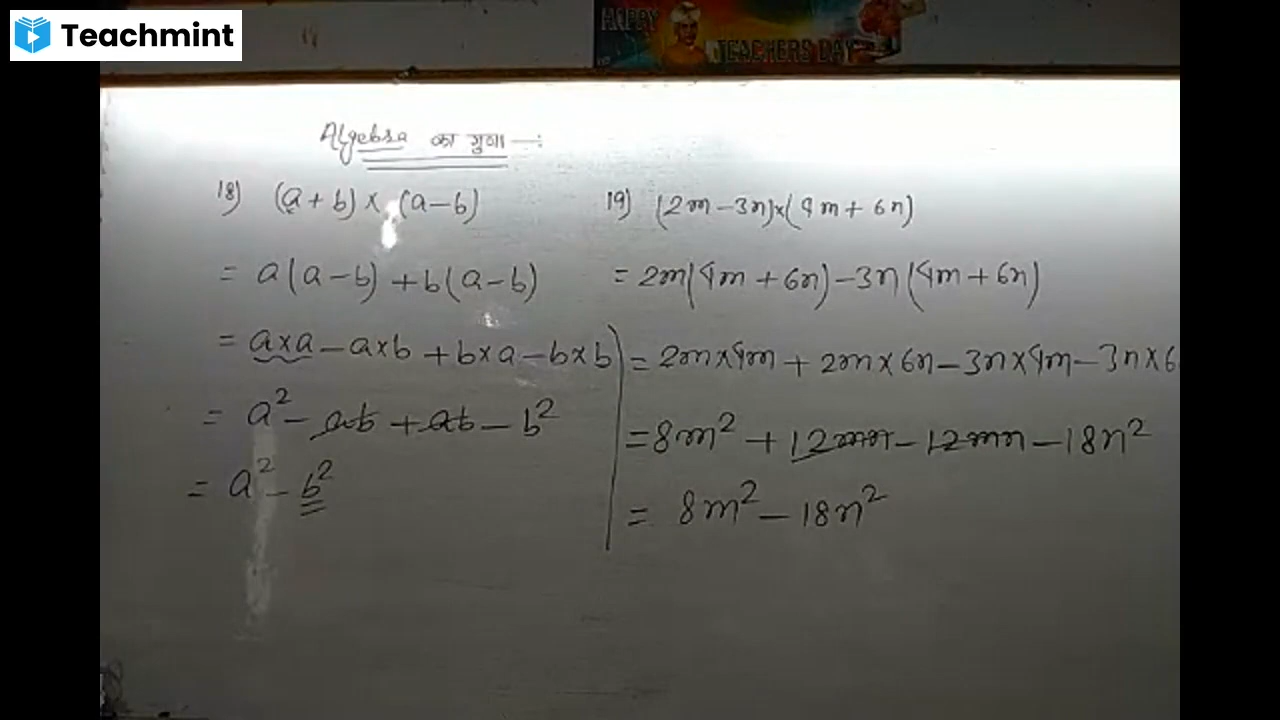 Teachmint
HAPPY
TEACHERS DAY
Algebra का गुणा —:
18) (a + b) × (a − b)
= a(a − b) + b(a − b)
= a×a − a×b + b×a − b×b
= a² − ab + ab − b²
= a² − b²
19) (2m − 3n)×(4m + 6n)
= 2m(4m + 6n) − 3n(4m + 6n)
= 2m×4m + 2m×6n − 3n×4m − 3n×6
= 8m² + 12mn − 12mn − 18n²
= 8m² − 18n²